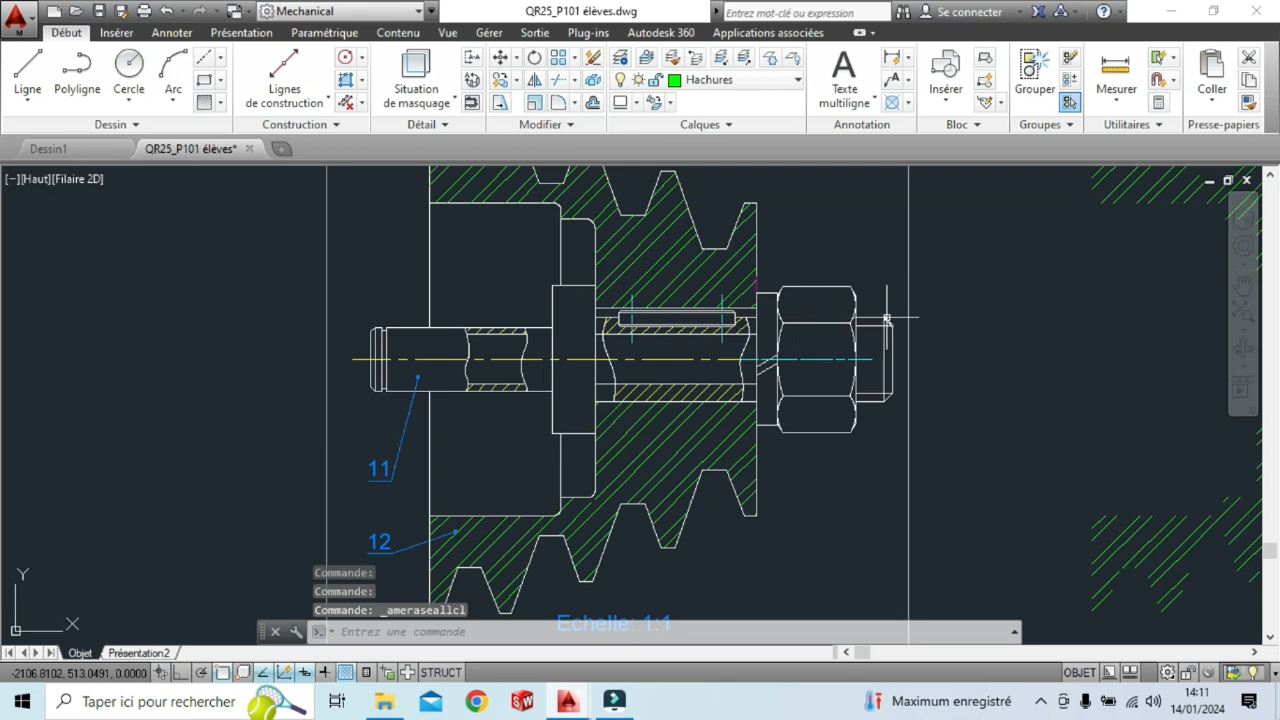 Mechanical
QR25_P101 élèves.dwg
Entrez mot-clé ou expression
Se connecter
M
Début
Insérer
Annoter
Présentation
Paramétrique
Contenu
Vue
Gérer
Sortie
Plug-ins
Autodesk 360
Applications associées
Ligne
Polyligne
Cercle
Arc
Lignes
de construction
Situation
de masquage
Hachures
Texte
multiligne
Insérer
Grouper
Mesurer
Coller
Dessin
Construction
Détail
Modifier
Calques
Annotation
Bloc
Groupes
Utilitaires
Presse-papiers
Dessin1
QR25_P101 élèves*
[−][Haut][Filaire 2D]
11
12
Echelle: 1:1
Y
X
Commande:
Commande:
Commande: _ameraseallcl
Entrez une commande
Objet
Présentation2
-2106.8102, 513.0491, 0.0000
STRUCT
OBJET
Taper ici pour rechercher
Maximum enregistré
14:11
14/01/2024